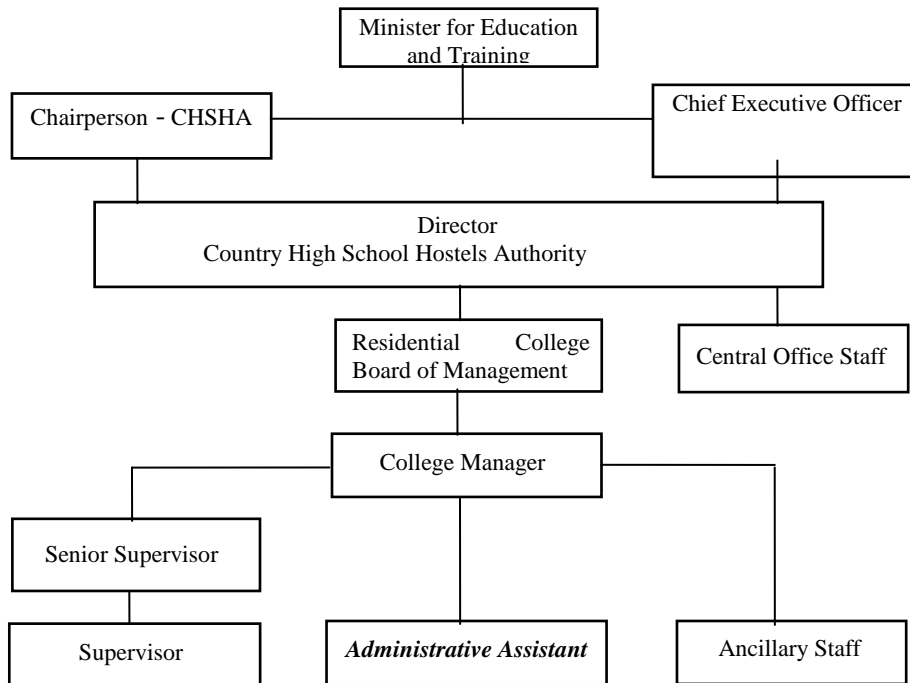 Minister for Education
and Training
Chairperson - CHSHA
Chief Executive Officer
Director
Country High School Hostels Authority
Residential College
Board of Management
Central Office Staff
College Manager
Senior Supervisor
Supervisor
Administrative Assistant
Ancillary Staff